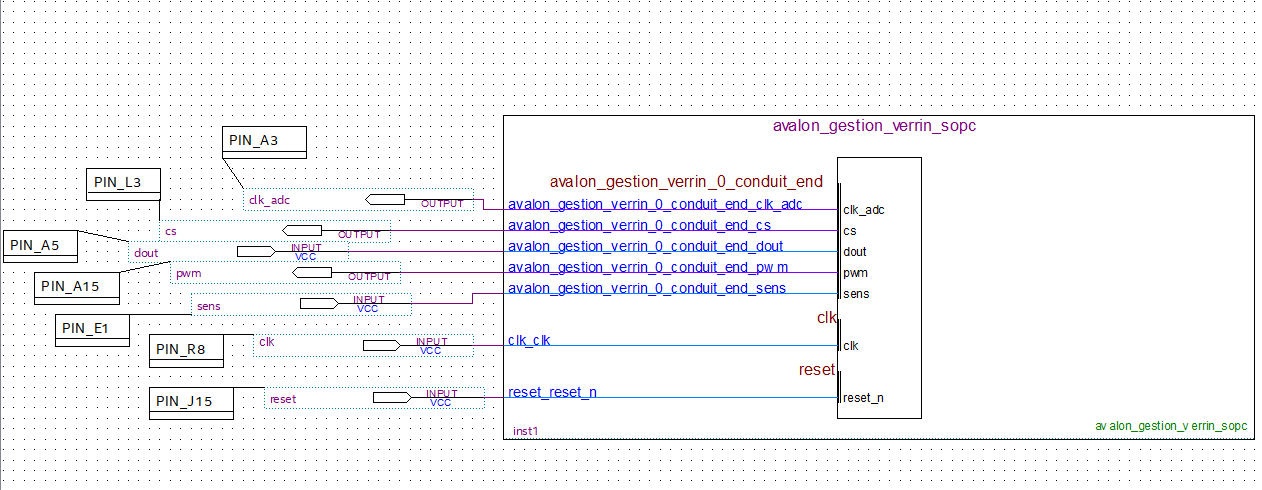 avalon_gestion_verrin_sopc
PIN_A3
avalon_gestion_verrin_0_conduit_end
PIN_L3
clk_adc
OUTPUT
avalon_gestion_verrin_0_conduit_end_clk_adc
clk_adc
cs
OUTPUT
avalon_gestion_verrin_0_conduit_end_cs
cs
PIN_A5
dout
INPUT
VCC
avalon_gestion_verrin_0_conduit_end_dout
dout
PIN_A15
pwm
OUTPUT
avalon_gestion_verrin_0_conduit_end_pwm
pwm
sens
INPUT
VCC
avalon_gestion_verrin_0_conduit_end_sens
sens
PIN_E1
clk
PIN_R8
clk
INPUT
VCC
clk_clk
clk
reset
PIN_J15
reset
INPUT
VCC
reset_reset_n
reset_n
inst1
avalon_gestion_verrin_sopc